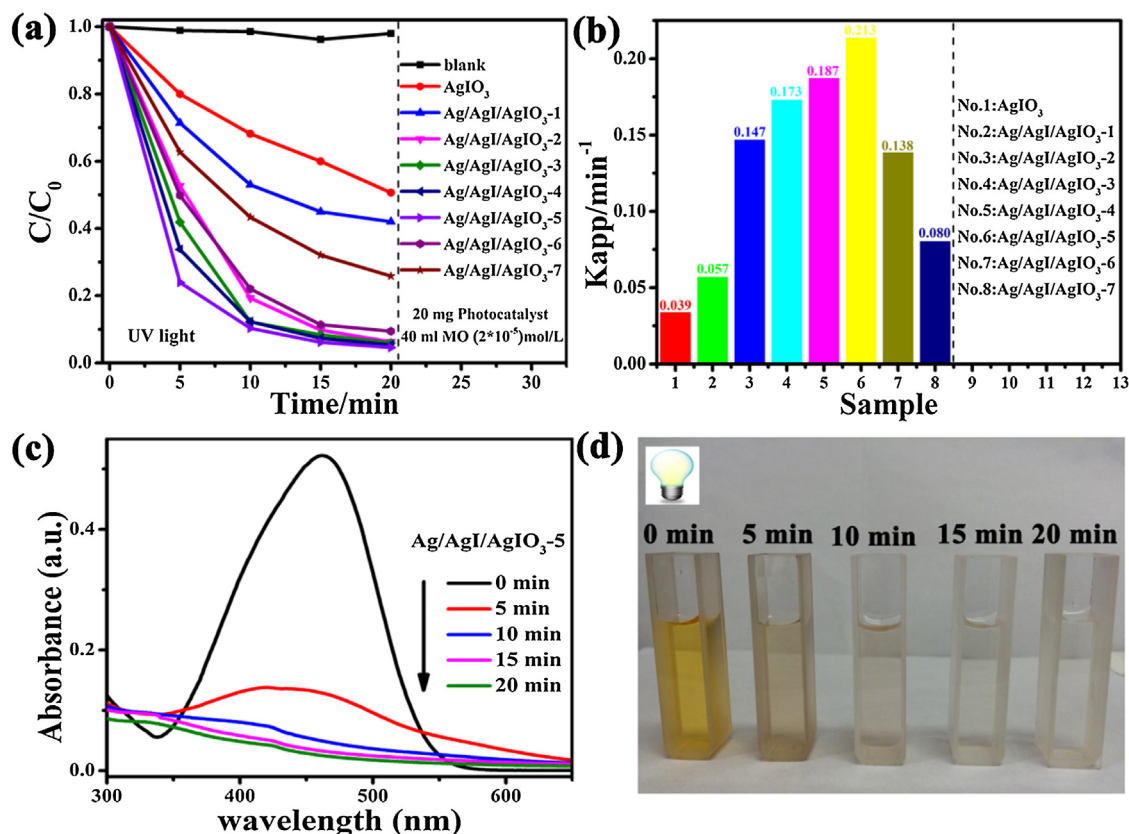 (a)
1.0
0.8
0.6
0.4
0.2
0.0
C/C0
0 5 10 15 20 25 30
Time/min
blank
AgIO3
Ag/AgI/AgIO3-1
Ag/AgI/AgIO3-2
Ag/AgI/AgIO3-3
Ag/AgI/AgIO3-4
Ag/AgI/AgIO3-5
Ag/AgI/AgIO3-6
Ag/AgI/AgIO3-7
UV light
20 mg Photocatalyst
40 ml MO (2*10-5)mol/L
(b)
0.20
0.15
0.10
0.05
0.00
Kapp/min-1
0.039
0.057
0.147
0.173
0.187
0.213
0.138
0.080
1 2 3 4 5 6 7 8 9 10 11 12 13
Sample
No.1:AgIO3
No.2:Ag/AgI/AgIO3-1
No.3:Ag/AgI/AgIO3-2
No.4:Ag/AgI/AgIO3-3
No.5:Ag/AgI/AgIO3-4
No.6:Ag/AgI/AgIO3-5
No.7:Ag/AgI/AgIO3-6
No.8:Ag/AgI/AgIO3-7
(c)
0.4
0.2
0.0
Absorbance (a.u.)
300 400 500 600
wavelength (nm)
Ag/AgI/AgIO3-5
0 min
5 min
10 min
15 min
20 min
(d)
0 min 5 min 10 min 15 min 20 min